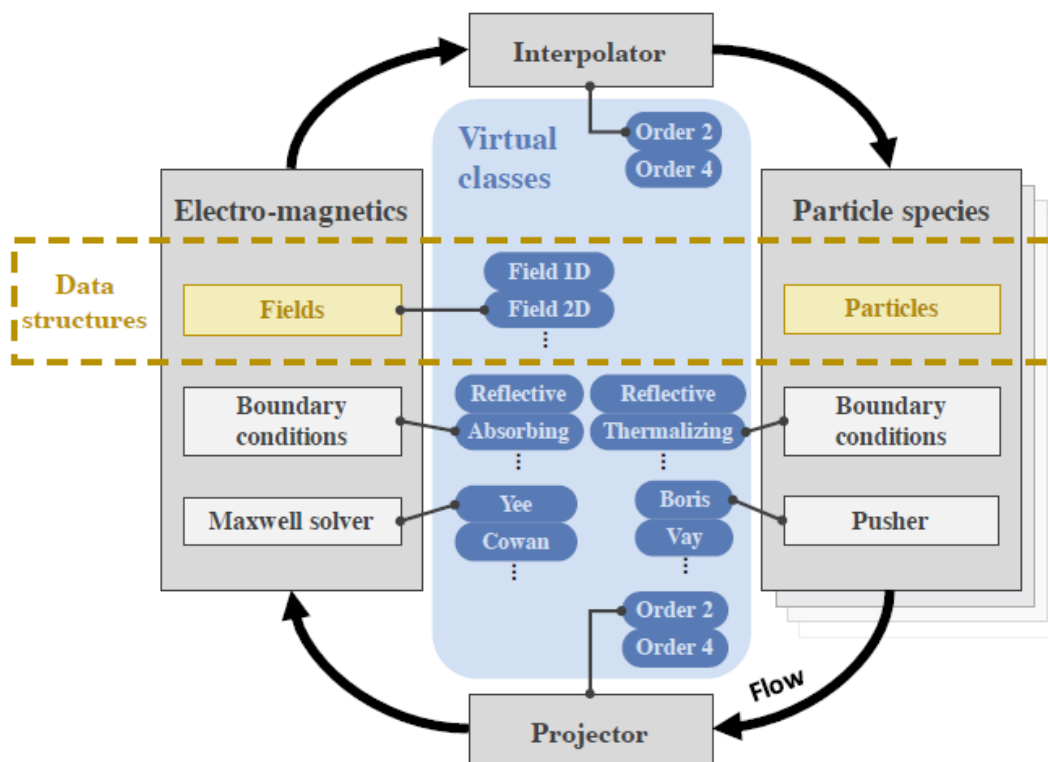 Interpolator
Virtual
classes
Order 2
Order 4
Electro-magnetics
Particle species
Data
structures
Fields
Field 1D
Field 2D
⋮
Particles
Boundary
conditions
Reflective
Absorbing
⋮
Reflective
Thermalizing
⋮
Boundary
conditions
Maxwell solver
Yee
Cowan
⋮
Boris
Vay
⋮
Pusher
Order 2
Order 4
Flow
Projector